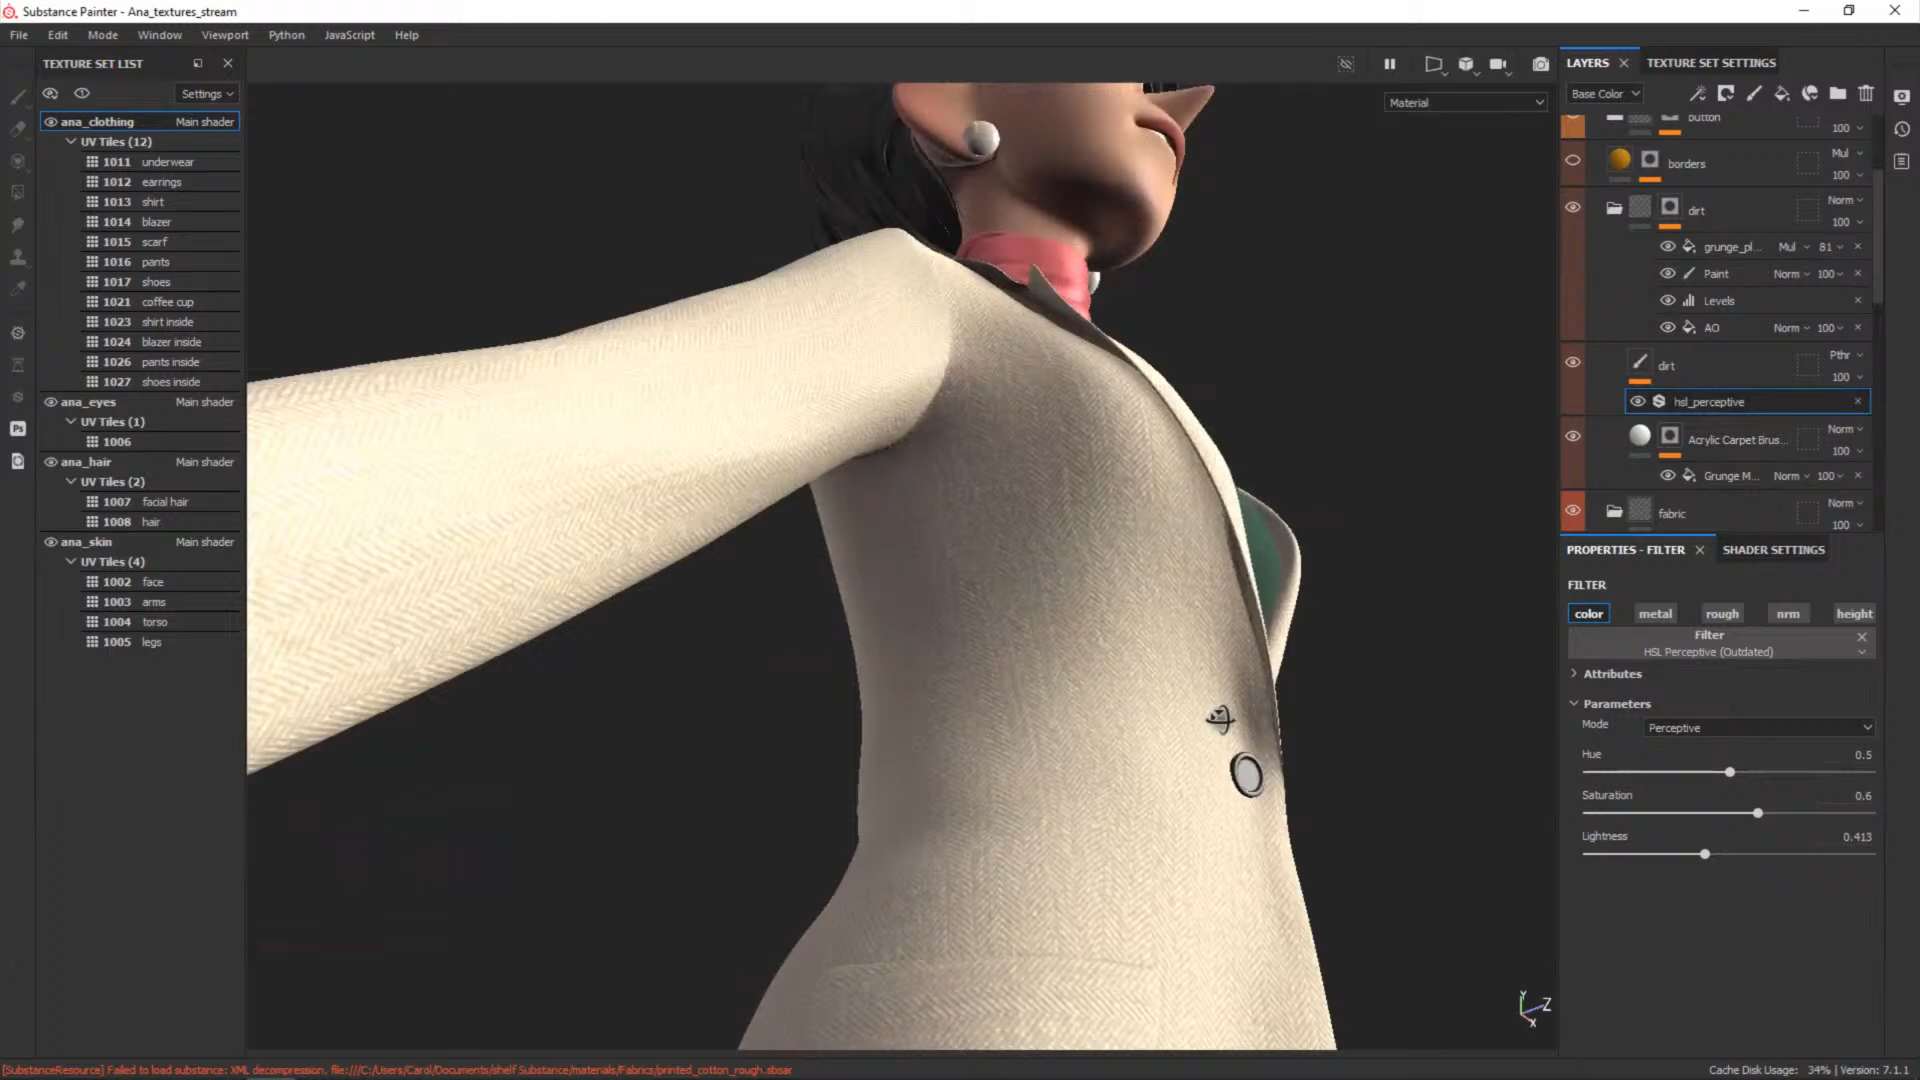 Substance Painter - Ana_textures_stream
File Edit Mode Window Viewport Python JavaScript Help
TEXTURE SET LIST
Settings
ana_clothing Main shader
UV Tiles (12)
1011 underwear
1012 earrings
1013 shirt
1014 blazer
1015 scarf
1016 pants
1017 shoes
1021 coffee cup
1023 shirt inside
1024 blazer inside
1026 pants inside
1027 shoes inside
ana_eyes Main shader
UV Tiles (1)
1006
ana_hair Main shader
UV Tiles (2)
1007 facial hair
1008 hair
ana_skin Main shader
UV Tiles (4)
1002 face
1003 arms
1004 torso
1005 legs
Ps
Material
Y
Z
X
LAYERS TEXTURE SET SETTINGS
Base Color
button
100
Mul
borders
100
Norm
dirt
100
grunge_pl... Mul 81
Paint Norm 100
Levels
AO Norm 100
Pthr
dirt
100
hsl_perceptive
Norm
Acrylic Carpet Brus...
100
Grunge M... Norm 100
Norm
fabric
100
PROPERTIES - FILTER SHADER SETTINGS
FILTER
color metal rough nrm height
Filter
HSL Perceptive (Outdated)
Attributes
Parameters
Mode Perceptive
Hue 0.5
Saturation 0.6
Lightness 0.413
[SubstanceResource] Failed to load substance: XML decompression. file:///C:/Users/Carol/Documents/shelf Substance/materials/Fabrics/printed_cotton_rough.sbsar
Cache Disk Usage: 34% | Version: 7.1.1